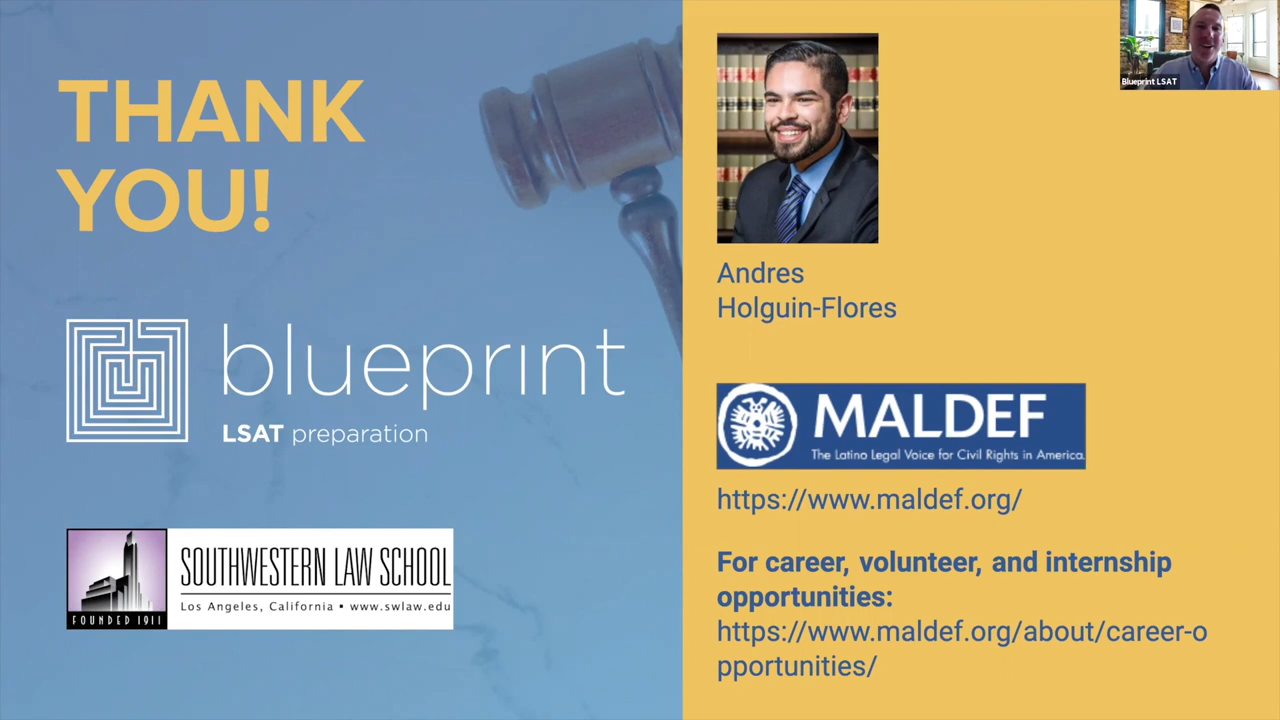 THANK
YOU!
blueprint
LSAT preparation
FOUNDED 1911
SOUTHWESTERN LAW SCHOOL
Los Angeles, California • www.swlaw.edu
Andres
Holguin-Flores
MALDEF
The Latino Legal Voice for Civil Rights in America.
https://www.maldef.org/
For career, volunteer, and internship
opportunities:
https://www.maldef.org/about/career-o
pportunities/
Blueprint LSAT